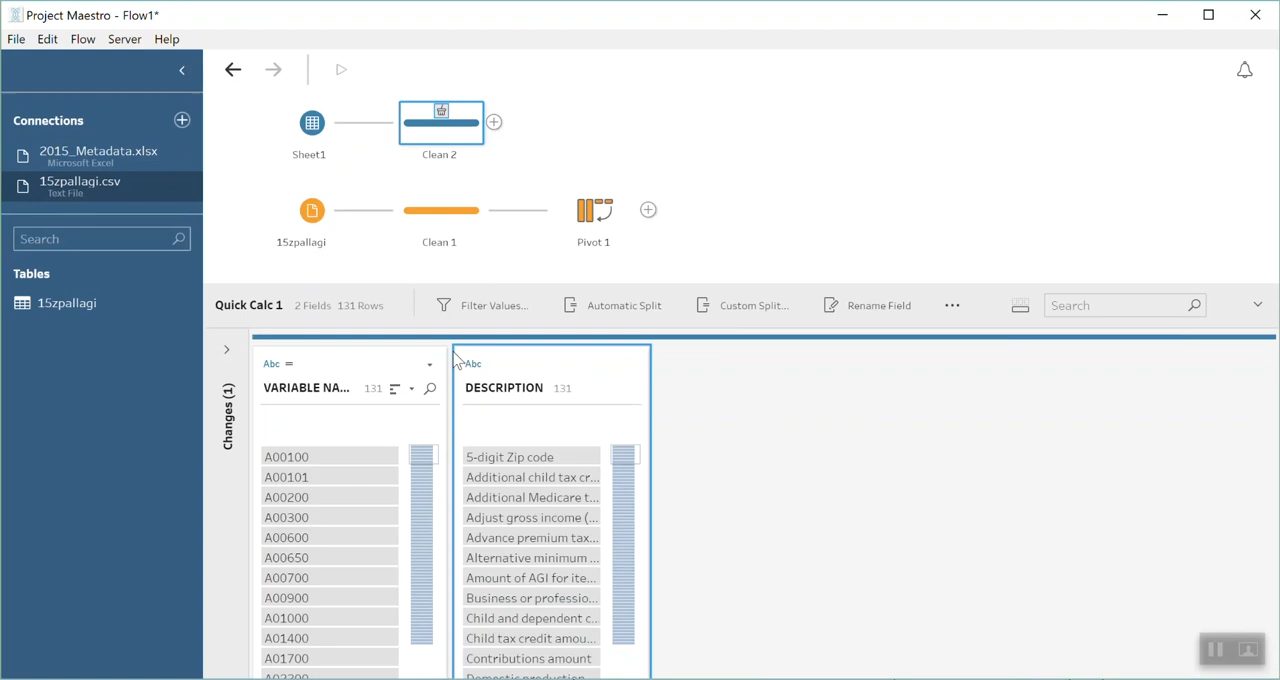 Project Maestro - Flow1*
File Edit Flow Server Help
Connections
2015_Metadata.xlsx
Microsoft Excel
15zpallagi.csv
Text File
Search
Tables
15zpallagi
Sheet1
Clean 2
15zpallagi
Clean 1
Pivot 1
Quick Calc 1 2 Fields 131 Rows Filter Values... Automatic Split Custom Split... Rename Field ... Search
Changes (1)
Abc =
VARIABLE NA... 131
A00100
A00101
A00200
A00300
A00600
A00650
A00700
A00900
A01000
A01400
A01700
A02300
Abc
DESCRIPTION 131
5-digit Zip code
Additional child tax cr...
Additional Medicare t...
Adjust gross income (...
Advance premium tax...
Alternative minimum ...
Amount of AGI for ite...
Business or professio...
Child and dependent c...
Child tax credit amou...
Contributions amount
Domestic production